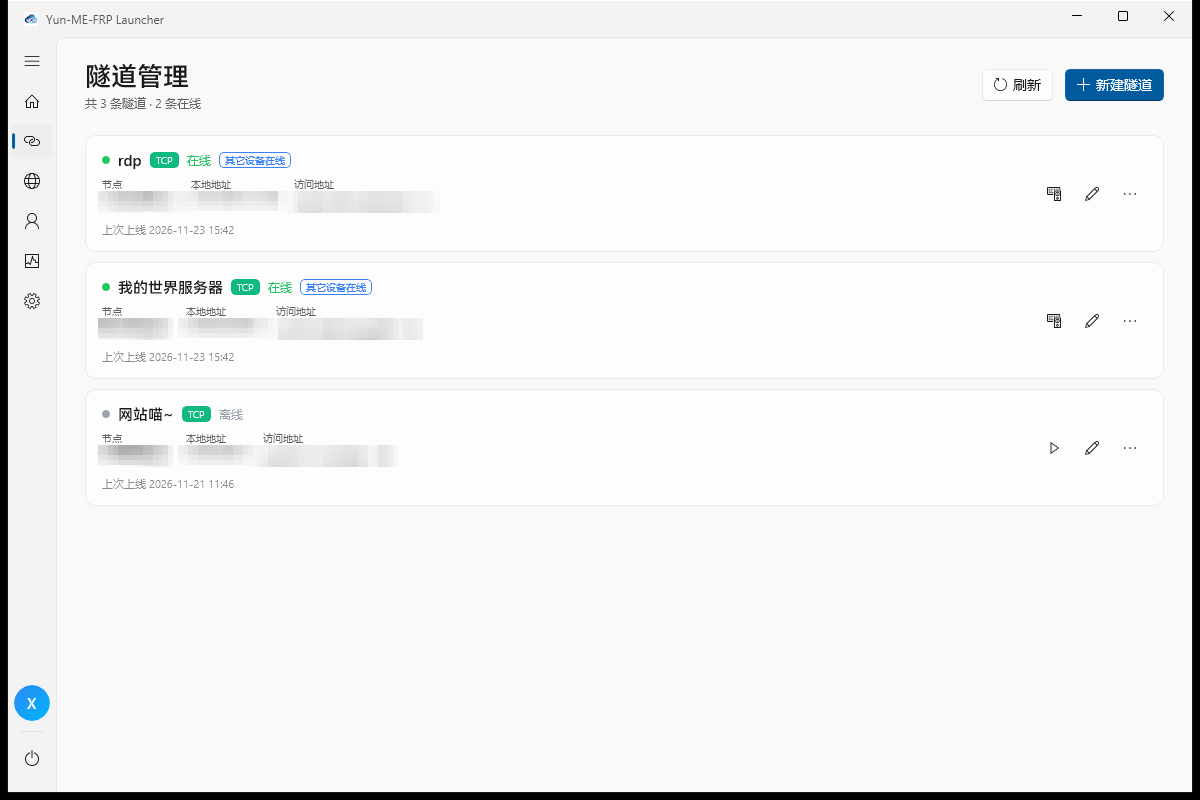 Yun-ME-FRP Launcher
隧道管理
共 3 条隧道 · 2 条在线
刷新
新建隧道
rdp TCP 在线 其它设备在线
节点 本地地址 访问地址
上次上线 2026-11-23 15:42
我的世界服务器 TCP 在线 其它设备在线
节点 本地地址 访问地址
上次上线 2026-11-23 15:42
网站喵~ TCP 离线
节点 本地地址 访问地址
上次上线 2026-11-21 11:46
X